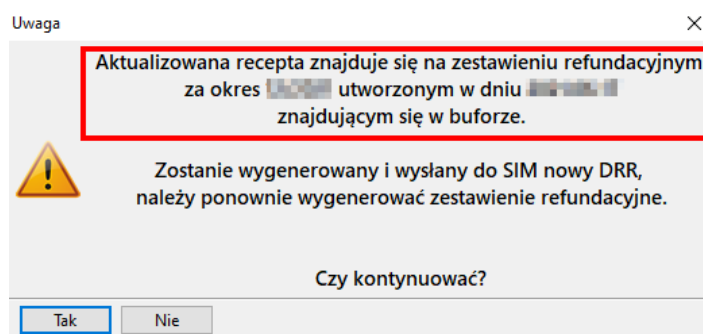 Uwaga
Aktualizowana recepta znajduje się na zestawieniu refundacyjnym
za okres utworzonym w dniu
znajdującym się w buforze.
Zostanie wygenerowany i wysłany do SIM nowy DRR,
należy ponownie wygenerować zestawienie refundacyjne.
Czy kontynuować?
Tak
Nie